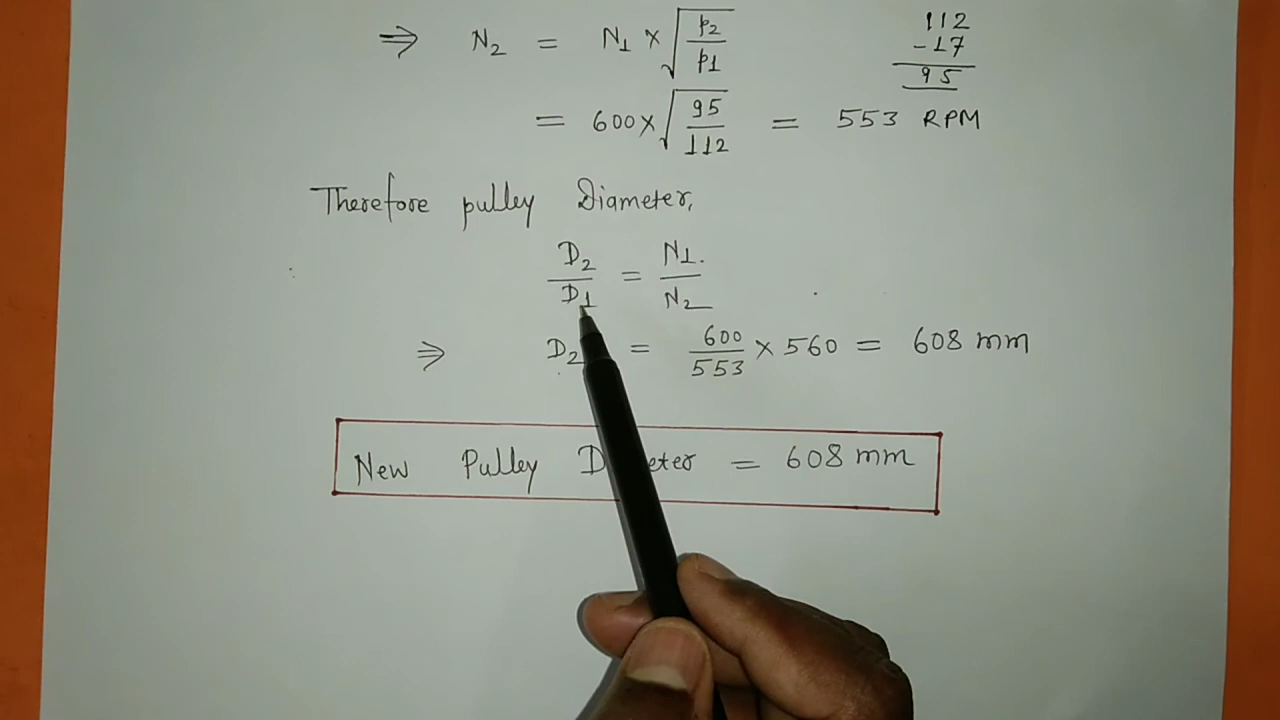 ⇒ N₂ = N₁ × √(p₂/p₁)
112
-17
95
= 600 × √(95/112) = 553 RPM
Therefore pulley Diameter,
D₂/D₁ = N₁/N₂
⇒ D₂ = 600/553 × 560 = 608 mm
New Pulley = 608 mm